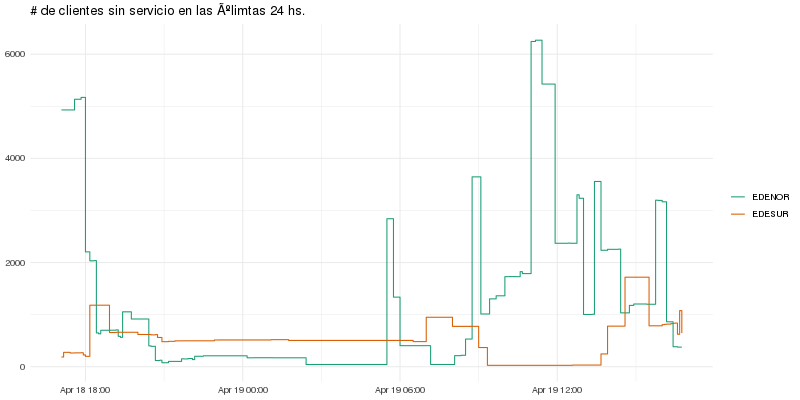 # de clientes sin servicio en las Ãºlimtas 24 hs.
6000
4000
2000
0
Apr 18 18:00
Apr 19 00:00
Apr 19 06:00
Apr 19 12:00
EDENOR
EDESUR